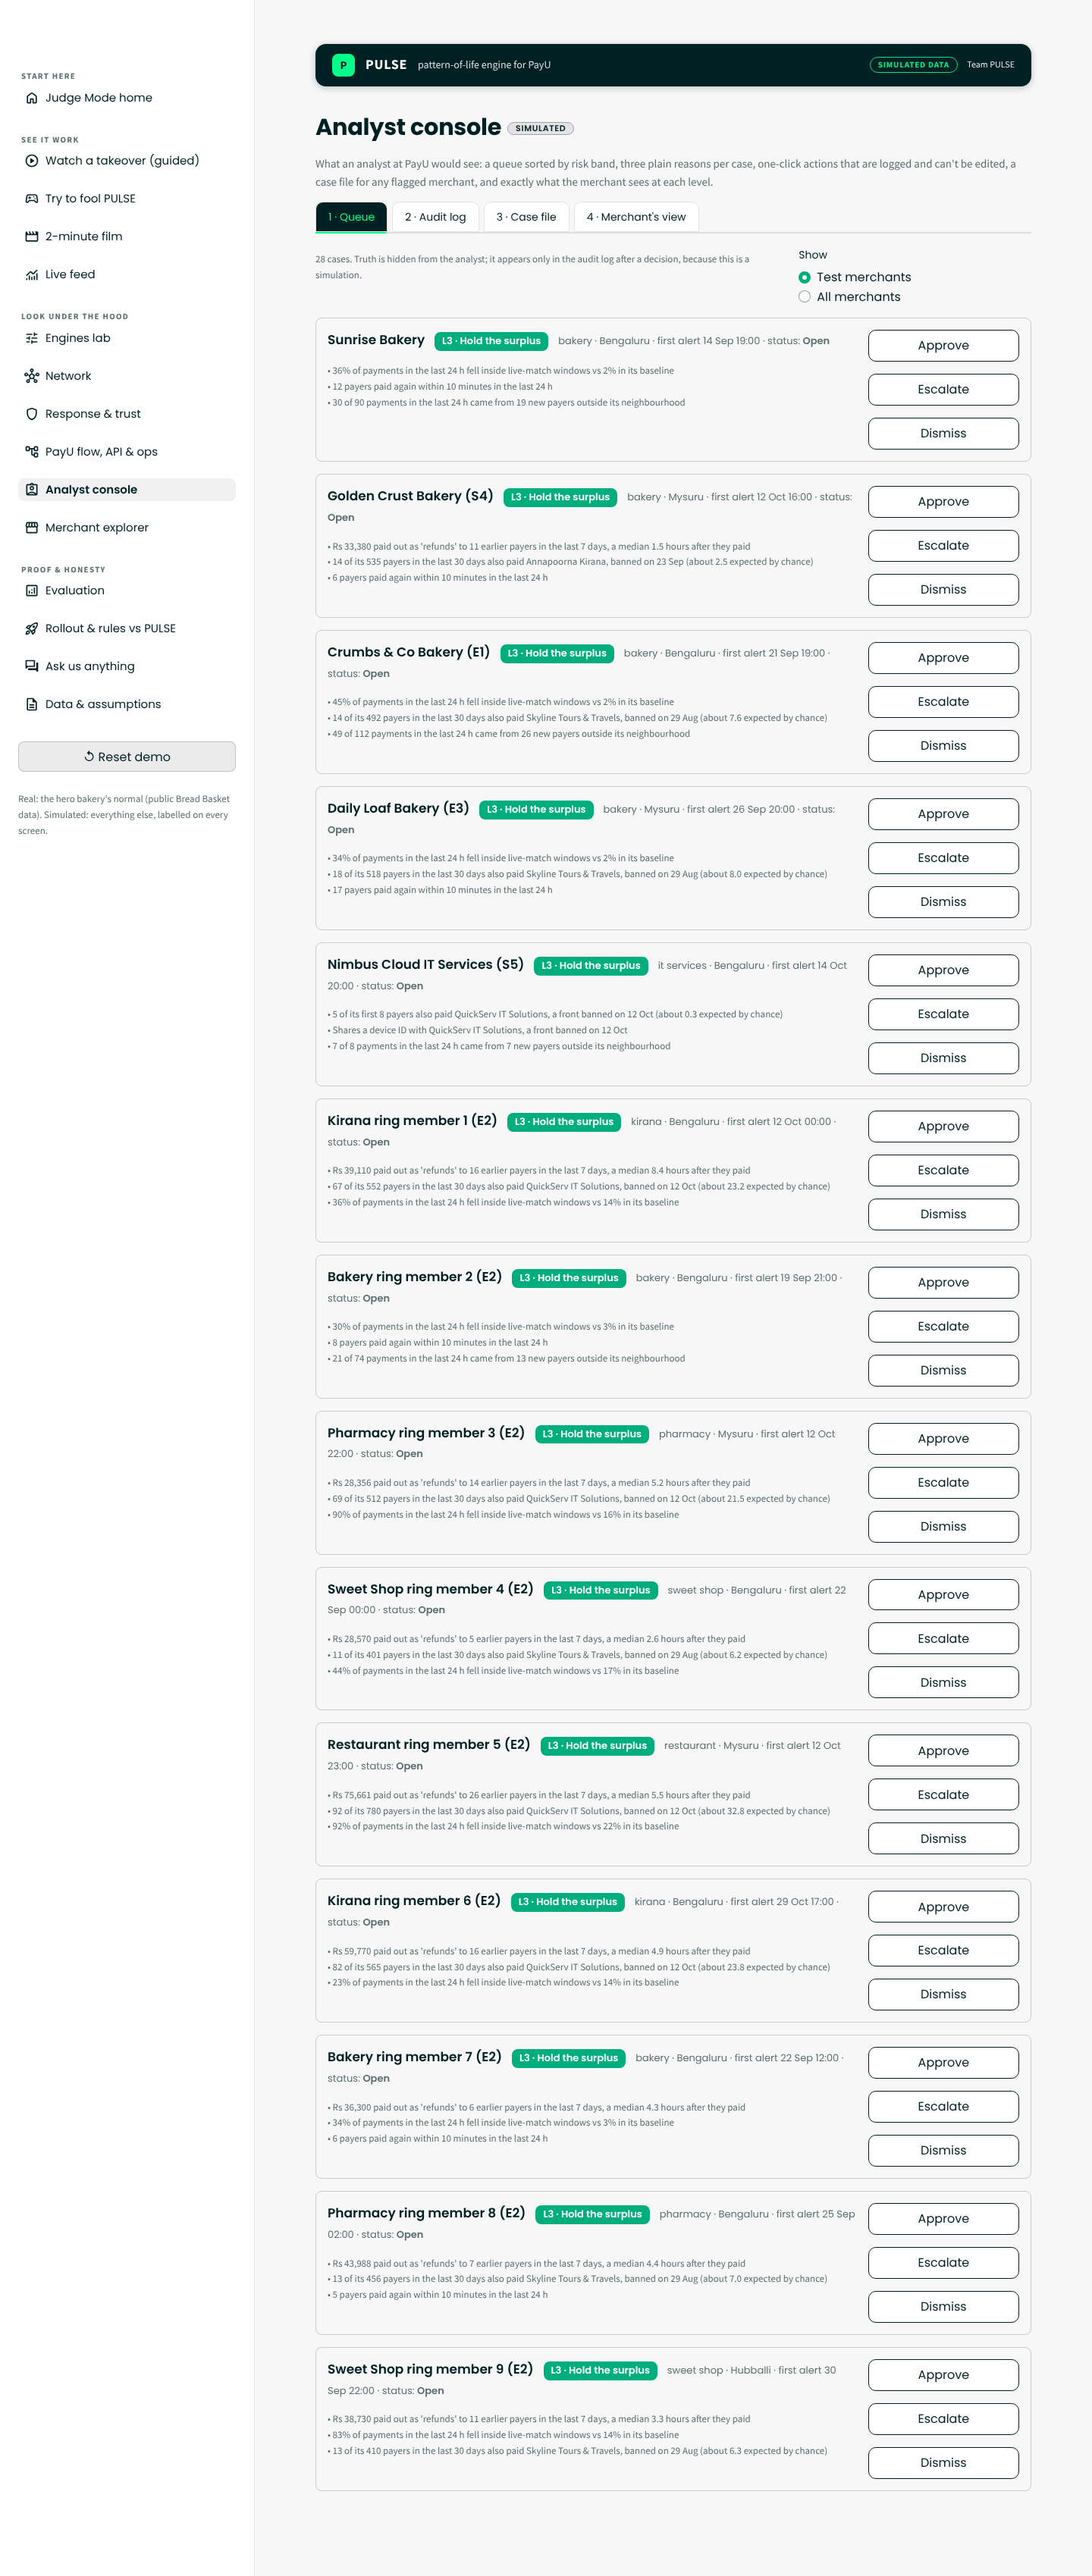 START HERE
Judge Mode home
SEE IT WORK
Watch a takeover (guided)
Try to fool PULSE
2-minute film
Live feed
LOOK UNDER THE HOOD
Engines lab
Network
Response & trust
PayU flow, API & ops
Analyst console
Merchant explorer
PROOF & HONESTY
Evaluation
Rollout & rules vs PULSE
Ask us anything
Data & assumptions
Reset demo
Real: the hero bakery's normal (public Bread Basket
data). Simulated: everything else, labelled on every
screen.
P PULSE pattern-of-life engine for PayU SIMULATED DATA Team PULSE
Analyst console SIMULATED
What an analyst at PayU would see: a queue sorted by risk band, three plain reasons per case, one-click actions that are logged and can't be edited, a
case file for any flagged merchant, and exactly what the merchant sees at each level.
1 · Queue 2 · Audit log 3 · Case file 4 · Merchant's view
28 cases. Truth is hidden from the analyst; it appears only in the audit log after a decision, because this is a
simulation.
Show
Test merchants
All merchants
Sunrise Bakery L3 · Hold the surplus bakery · Bengaluru · first alert 14 Sep 19:00 · status: Open
• 36% of payments in the last 24 h fell inside live-match windows vs 2% in its baseline
• 12 payers paid again within 10 minutes in the last 24 h
• 30 of 90 payments in the last 24 h came from 19 new payers outside its neighbourhood
Approve
Escalate
Dismiss
Golden Crust Bakery (S4) L3 · Hold the surplus bakery · Mysuru · first alert 12 Oct 16:00 · status:
Open
• Rs 33,380 paid out as 'refunds' to 11 earlier payers in the last 7 days, a median 1.5 hours after they paid
• 14 of its 535 payers in the last 30 days also paid Annapoorna Kirana, banned on 23 Sep (about 2.5 expected by chance)
• 6 payers paid again within 10 minutes in the last 24 h
Approve
Escalate
Dismiss
Crumbs & Co Bakery (E1) L3 · Hold the surplus bakery · Bengaluru · first alert 21 Sep 19:00 ·
status: Open
• 45% of payments in the last 24 h fell inside live-match windows vs 2% in its baseline
• 14 of its 492 payers in the last 30 days also paid Skyline Tours & Travels, banned on 29 Aug (about 7.6 expected by chance)
• 49 of 112 payments in the last 24 h came from 26 new payers outside its neighbourhood
Approve
Escalate
Dismiss
Daily Loaf Bakery (E3) L3 · Hold the surplus bakery · Mysuru · first alert 26 Sep 20:00 · status:
Open
• 34% of payments in the last 24 h fell inside live-match windows vs 2% in its baseline
• 18 of its 518 payers in the last 30 days also paid Skyline Tours & Travels, banned on 29 Aug (about 8.0 expected by chance)
• 17 payers paid again within 10 minutes in the last 24 h
Approve
Escalate
Dismiss
Nimbus Cloud IT Services (S5) L3 · Hold the surplus it services · Bengaluru · first alert 14 Oct
20:00 · status: Open
• 5 of its first 8 payers also paid QuickServ IT Solutions, a front banned on 12 Oct (about 0.3 expected by chance)
• Shares a device ID with QuickServ IT Solutions, a front banned on 12 Oct
• 7 of 8 payments in the last 24 h came from 7 new payers outside its neighbourhood
Approve
Escalate
Dismiss
Kirana ring member 1 (E2) L3 · Hold the surplus kirana · Bengaluru · first alert 12 Oct 00:00 ·
status: Open
• Rs 39,110 paid out as 'refunds' to 16 earlier payers in the last 7 days, a median 8.4 hours after they paid
• 67 of its 552 payers in the last 30 days also paid QuickServ IT Solutions, banned on 12 Oct (about 23.2 expected by chance)
• 36% of payments in the last 24 h fell inside live-match windows vs 14% in its baseline
Approve
Escalate
Dismiss
Bakery ring member 2 (E2) L3 · Hold the surplus bakery · Bengaluru · first alert 19 Sep 21:00 ·
status: Open
• 30% of payments in the last 24 h fell inside live-match windows vs 3% in its baseline
• 8 payers paid again within 10 minutes in the last 24 h
• 21 of 74 payments in the last 24 h came from 13 new payers outside its neighbourhood
Approve
Escalate
Dismiss
Pharmacy ring member 3 (E2) L3 · Hold the surplus pharmacy · Mysuru · first alert 12 Oct
22:00 · status: Open
• Rs 28,356 paid out as 'refunds' to 14 earlier payers in the last 7 days, a median 5.2 hours after they paid
• 69 of its 512 payers in the last 30 days also paid QuickServ IT Solutions, banned on 12 Oct (about 21.5 expected by chance)
• 90% of payments in the last 24 h fell inside live-match windows vs 16% in its baseline
Approve
Escalate
Dismiss
Sweet Shop ring member 4 (E2) L3 · Hold the surplus sweet shop · Bengaluru · first alert 22
Sep 00:00 · status: Open
• Rs 28,570 paid out as 'refunds' to 5 earlier payers in the last 7 days, a median 2.6 hours after they paid
• 11 of its 401 payers in the last 30 days also paid Skyline Tours & Travels, banned on 29 Aug (about 6.2 expected by chance)
• 44% of payments in the last 24 h fell inside live-match windows vs 17% in its baseline
Approve
Escalate
Dismiss
Restaurant ring member 5 (E2) L3 · Hold the surplus restaurant · Mysuru · first alert 12 Oct
23:00 · status: Open
• Rs 75,661 paid out as 'refunds' to 26 earlier payers in the last 7 days, a median 5.5 hours after they paid
• 92 of its 780 payers in the last 30 days also paid QuickServ IT Solutions, banned on 12 Oct (about 32.8 expected by chance)
• 92% of payments in the last 24 h fell inside live-match windows vs 22% in its baseline
Approve
Escalate
Dismiss
Kirana ring member 6 (E2) L3 · Hold the surplus kirana · Bengaluru · first alert 29 Oct 17:00 ·
status: Open
• Rs 59,770 paid out as 'refunds' to 16 earlier payers in the last 7 days, a median 4.9 hours after they paid
• 82 of its 565 payers in the last 30 days also paid QuickServ IT Solutions, banned on 12 Oct (about 23.8 expected by chance)
• 23% of payments in the last 24 h fell inside live-match windows vs 14% in its baseline
Approve
Escalate
Dismiss
Bakery ring member 7 (E2) L3 · Hold the surplus bakery · Bengaluru · first alert 22 Sep 12:00 ·
status: Open
• Rs 36,300 paid out as 'refunds' to 6 earlier payers in the last 7 days, a median 4.3 hours after they paid
• 34% of payments in the last 24 h fell inside live-match windows vs 3% in its baseline
• 6 payers paid again within 10 minutes in the last 24 h
Approve
Escalate
Dismiss
Pharmacy ring member 8 (E2) L3 · Hold the surplus pharmacy · Bengaluru · first alert 25 Sep
02:00 · status: Open
• Rs 43,988 paid out as 'refunds' to 7 earlier payers in the last 7 days, a median 4.4 hours after they paid
• 13 of its 456 payers in the last 30 days also paid Skyline Tours & Travels, banned on 29 Aug (about 7.0 expected by chance)
• 5 payers paid again within 10 minutes in the last 24 h
Approve
Escalate
Dismiss
Sweet Shop ring member 9 (E2) L3 · Hold the surplus sweet shop · Hubballi · first alert 30
Sep 22:00 · status: Open
• Rs 38,730 paid out as 'refunds' to 11 earlier payers in the last 7 days, a median 3.3 hours after they paid
• 83% of payments in the last 24 h fell inside live-match windows vs 14% in its baseline
• 13 of its 410 payers in the last 30 days also paid Skyline Tours & Travels, banned on 29 Aug (about 6.3 expected by chance)
Approve
Escalate
Dismiss